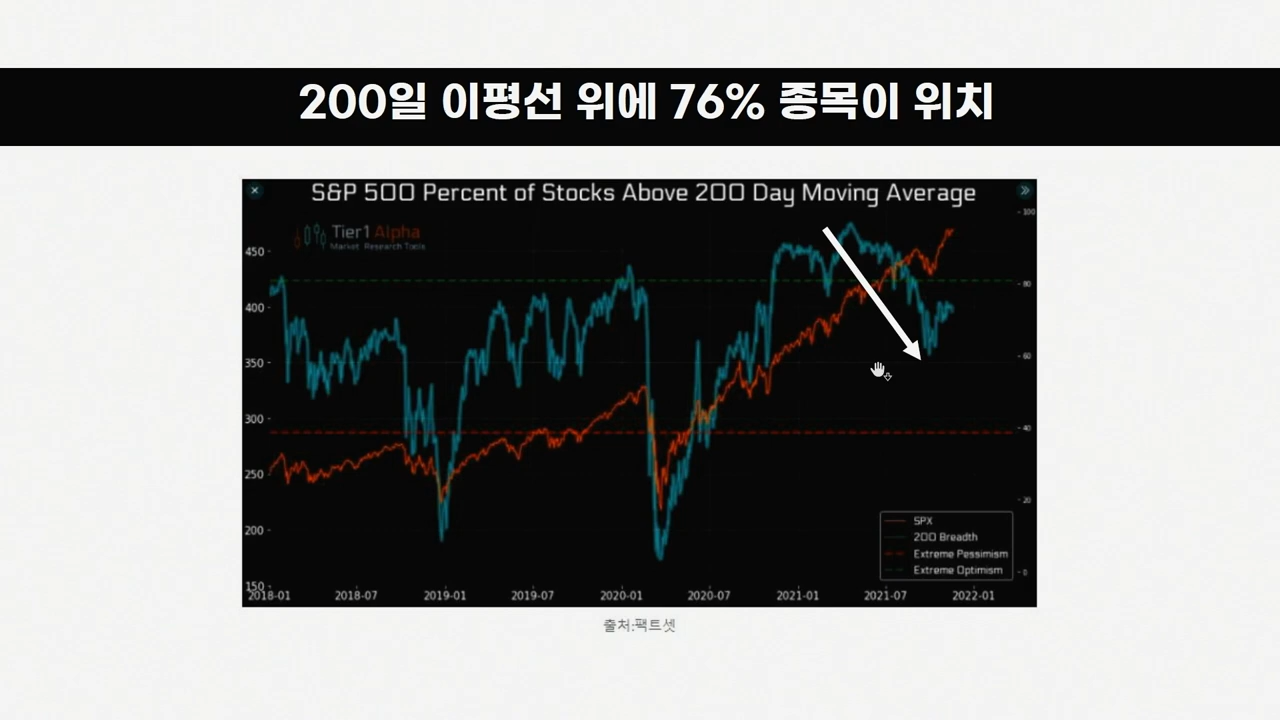 200일 이평선 위에 76% 종목이 위치
S&P 500 Percent of Stocks Above 200 Day Moving Average
Tier1 Alpha
Market Research Tools
100
450
80
400
350
60
300
40
250
20
200
0
150
SPX
200 Breadth
Extreme Pessimism
Extreme Optimism
2018-01 2018-07 2019-01 2019-07 2020-01 2020-07 2021-01 2021-07 2022-01
출처:팩트셋